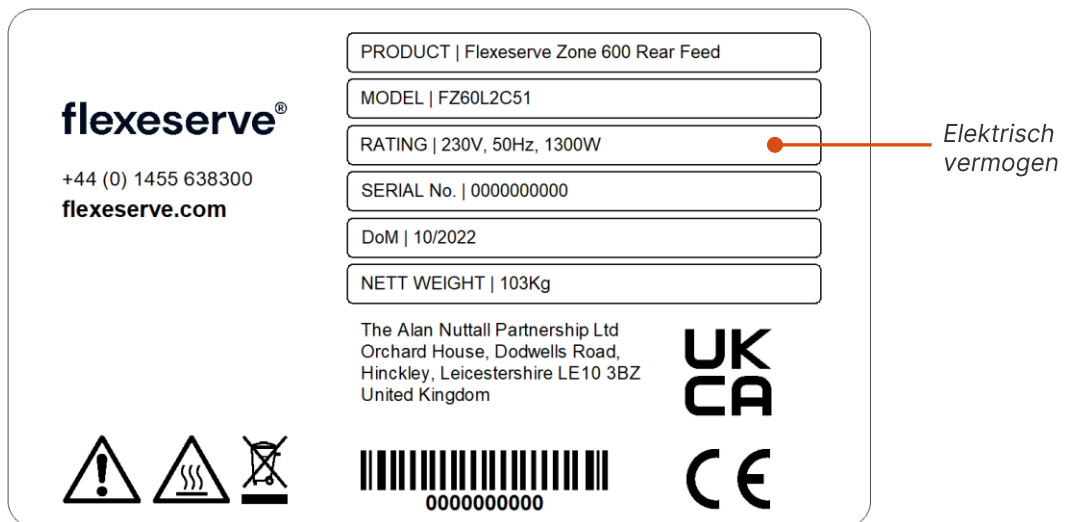 flexeserve®
+44 (0) 1455 638300
flexeserve.com
PRODUCT | Flexeserve Zone 600 Rear Feed
MODEL | FZ60L2C51
RATING | 230V, 50Hz, 1300W
SERIAL No. | 0000000000
DoM | 10/2022
NETT WEIGHT | 103Kg
Elektrisch
vermogen
The Alan Nuttall Partnership Ltd
Orchard House, Dodwells Road,
Hinckley, Leicestershire LE10 3BZ
United Kingdom
UK
CA
CE
0000000000